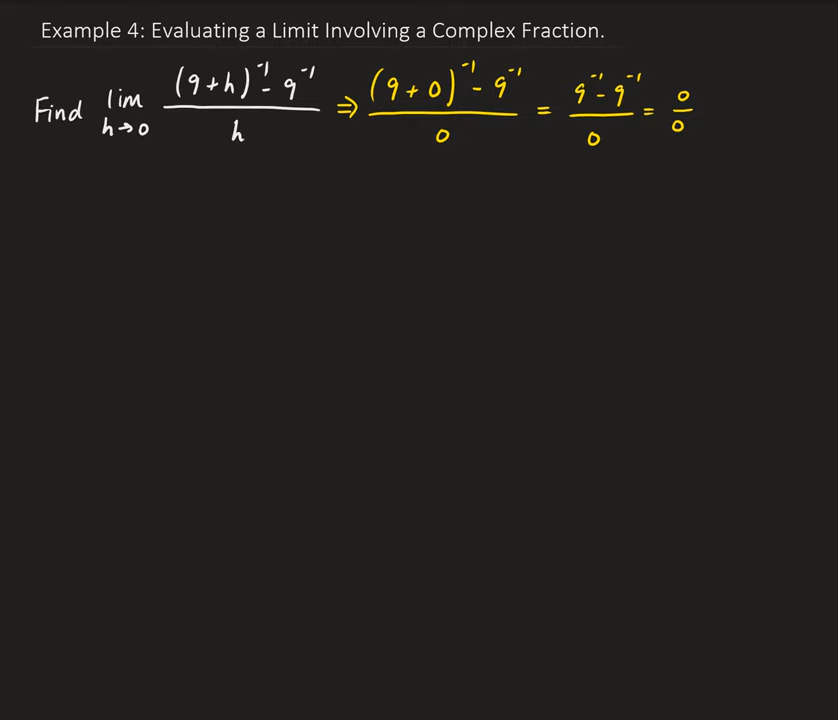 Example 4: Evaluating a Limit Involving a Complex Fraction.
Find lim h→0 ((9+h)⁻¹ - 9⁻¹)/h ⇒ ((9+0)⁻¹ - 9⁻¹)/0 = (9⁻¹ - 9⁻¹)/0 = 0/0